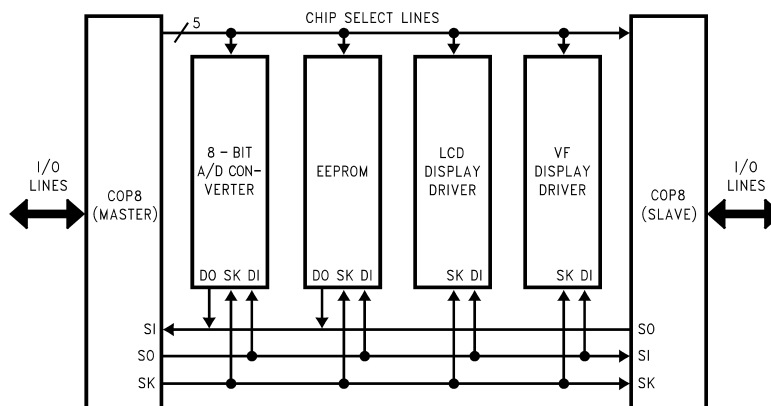 5
CHIP SELECT LINES
I/O
LINES
COP8
(MASTER)
8 - BIT
A/D CON-
VERTER
EEPROM
LCD
DISPLAY
DRIVER
VF
DISPLAY
DRIVER
COP8
(SLAVE)
I/O
LINES
DO SK DI
DO SK DI
SK DI
SK DI
SI
SO
SO
SI
SK
SK